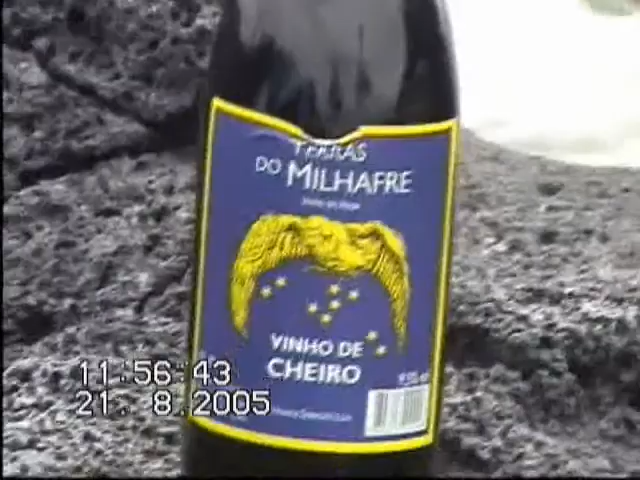 TERRAS
DO MILHAFRE
VINHO DE
CHEIRO
11:56:43
21. 8.2005